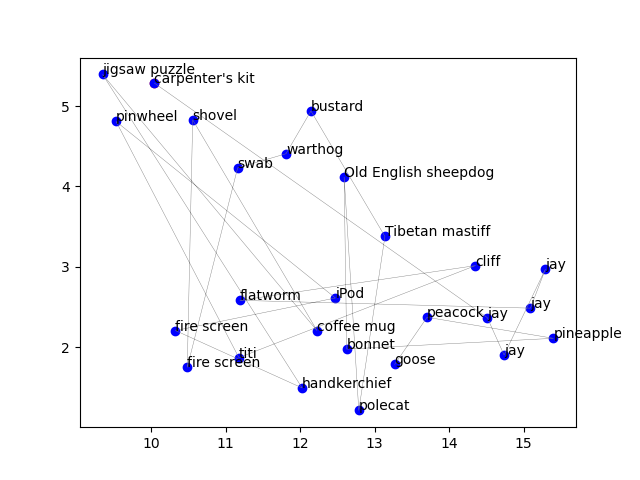 jigsaw puzzle
carpenter's kit
pinwheel
shovel
bustard
warthog
swab
Old English sheepdog
Tibetan mastiff
cliff
jay
flatworm
iPod
jay
fire screen
coffee mug
peacock
jay
pineapple
bonnet
jay
titi
fire screen
goose
handkerchief
polecat
5
4
3
2
10
11
12
13
14
15